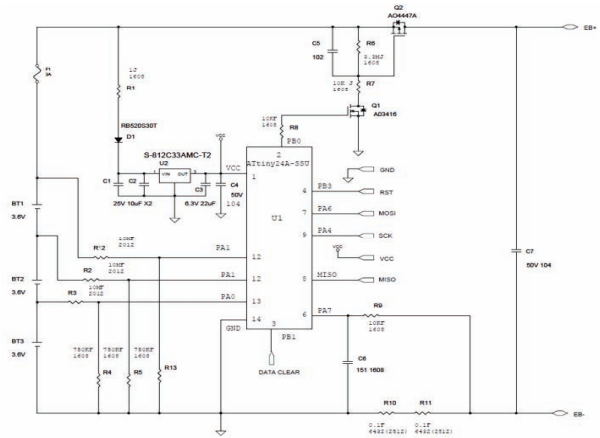 Q2
AO4447A
EB+
C5
102
R6
2.2MJ
1608
R7
10K J
1608
F1
3A
1J
1608
R1
Q1
AO3416
10KF
1608
R8
RB520S30T
D1
S-812C33AMC-T2
U2
VCC
VIN
OUT
VCC
2
PB0
ATtiny24A-SSU
1
C1
C2
C3
C4
50V
104
25V 10uF X2
6.3V 22uF
U1
GND
4
PB3
RST
7
PA6
MOSI
9
PA4
SCK
VCC
8
MISO
MISO
BT1
3.6V
10MF
2012
R12
PA1
12
R2
10MF
2012
PA1
12
BT2
3.6V
R3
PA0
13
6
PA7
R9
10KF
1608
C7
50V 104
14
GND
3
PB1
BT3
3.6V
750KF
1608
R4
750KF
1608
R5
750KF
1608
R13
DATA CLEAR
C6
151 1608
R10
R11
0.1F
6432(2512)
0.1F
6432(2512)
EB-